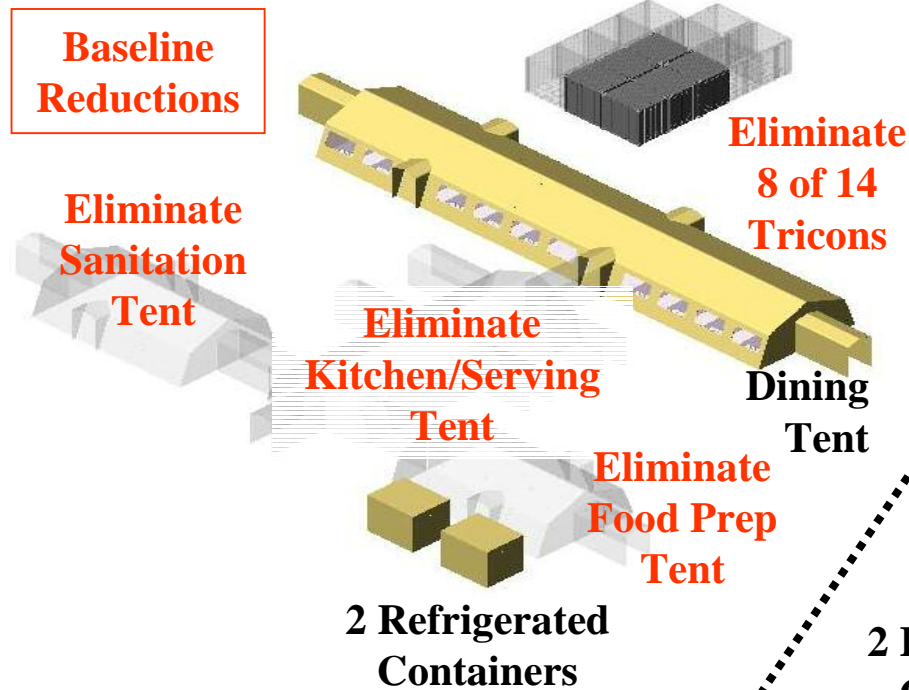 Baseline
Reductions
Eliminate
8 of 14
Tricons
Eliminate
Sanitation
Tent
Eliminate
Kitchen/Serving
Tent
Dining
Tent
Eliminate
Food Prep
Tent
2 Refrigerated
Containers
2